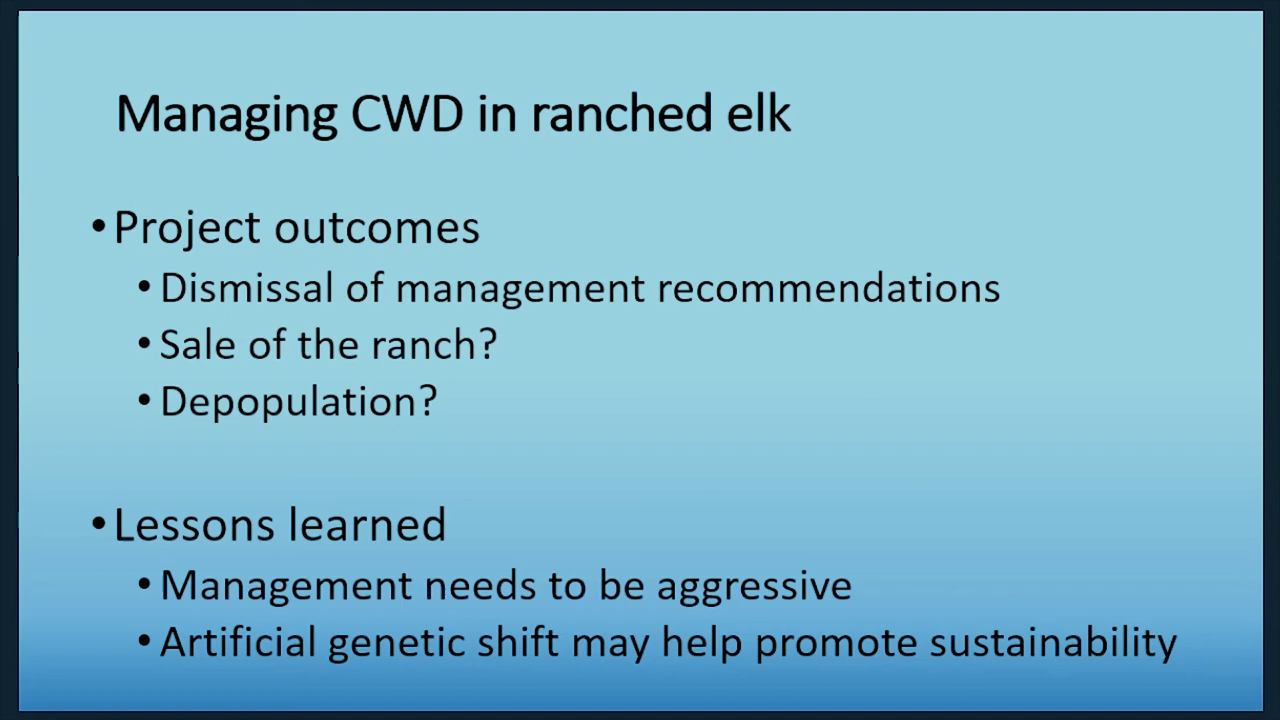 Managing CWD in ranched elk
• Project outcomes
• Dismissal of management recommendations
• Sale of the ranch?
• Depopulation?
• Lessons learned
• Management needs to be aggressive
• Artificial genetic shift may help promote sustainability